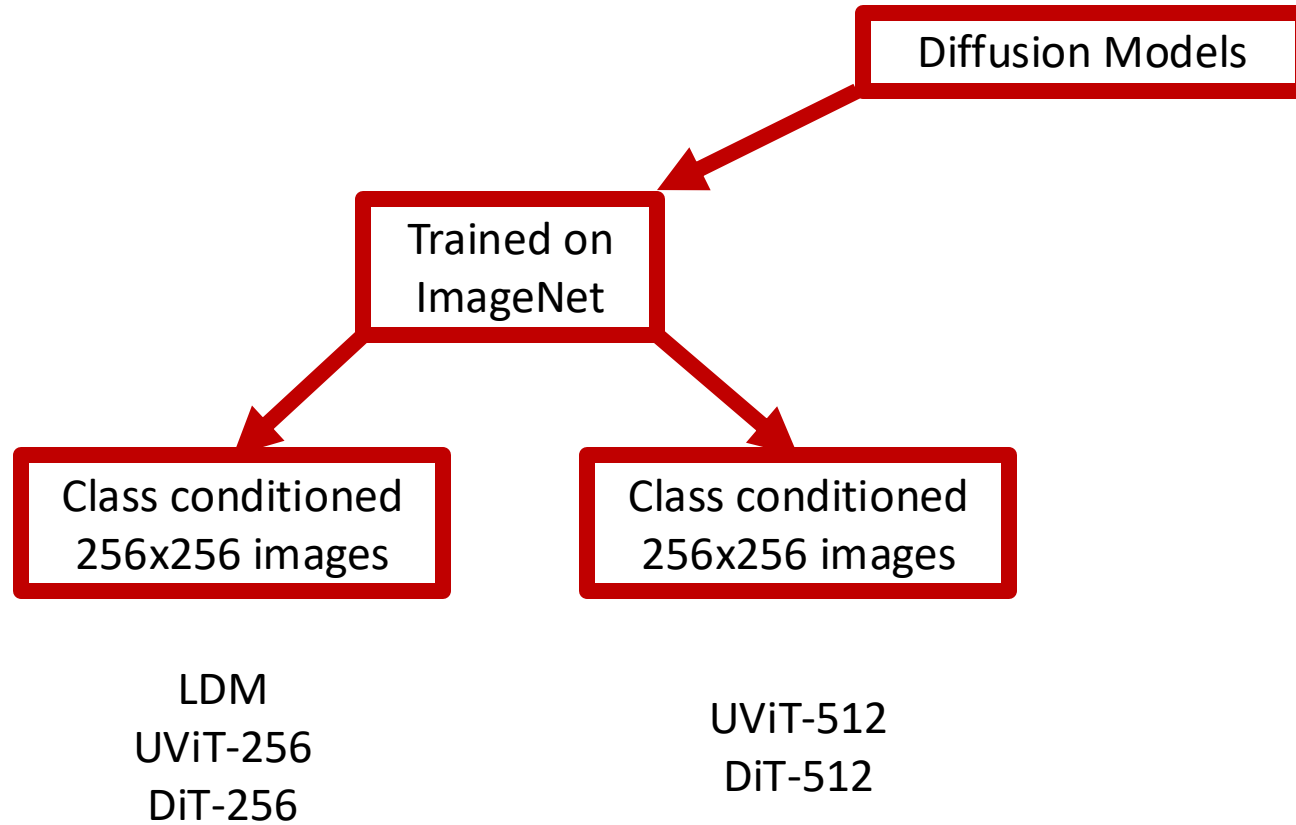 Diffusion Models
Trained on
ImageNet
Class conditioned
256x256 images
Class conditioned
256x256 images
LDM
UViT-256
DiT-256
UViT-512
DiT-512